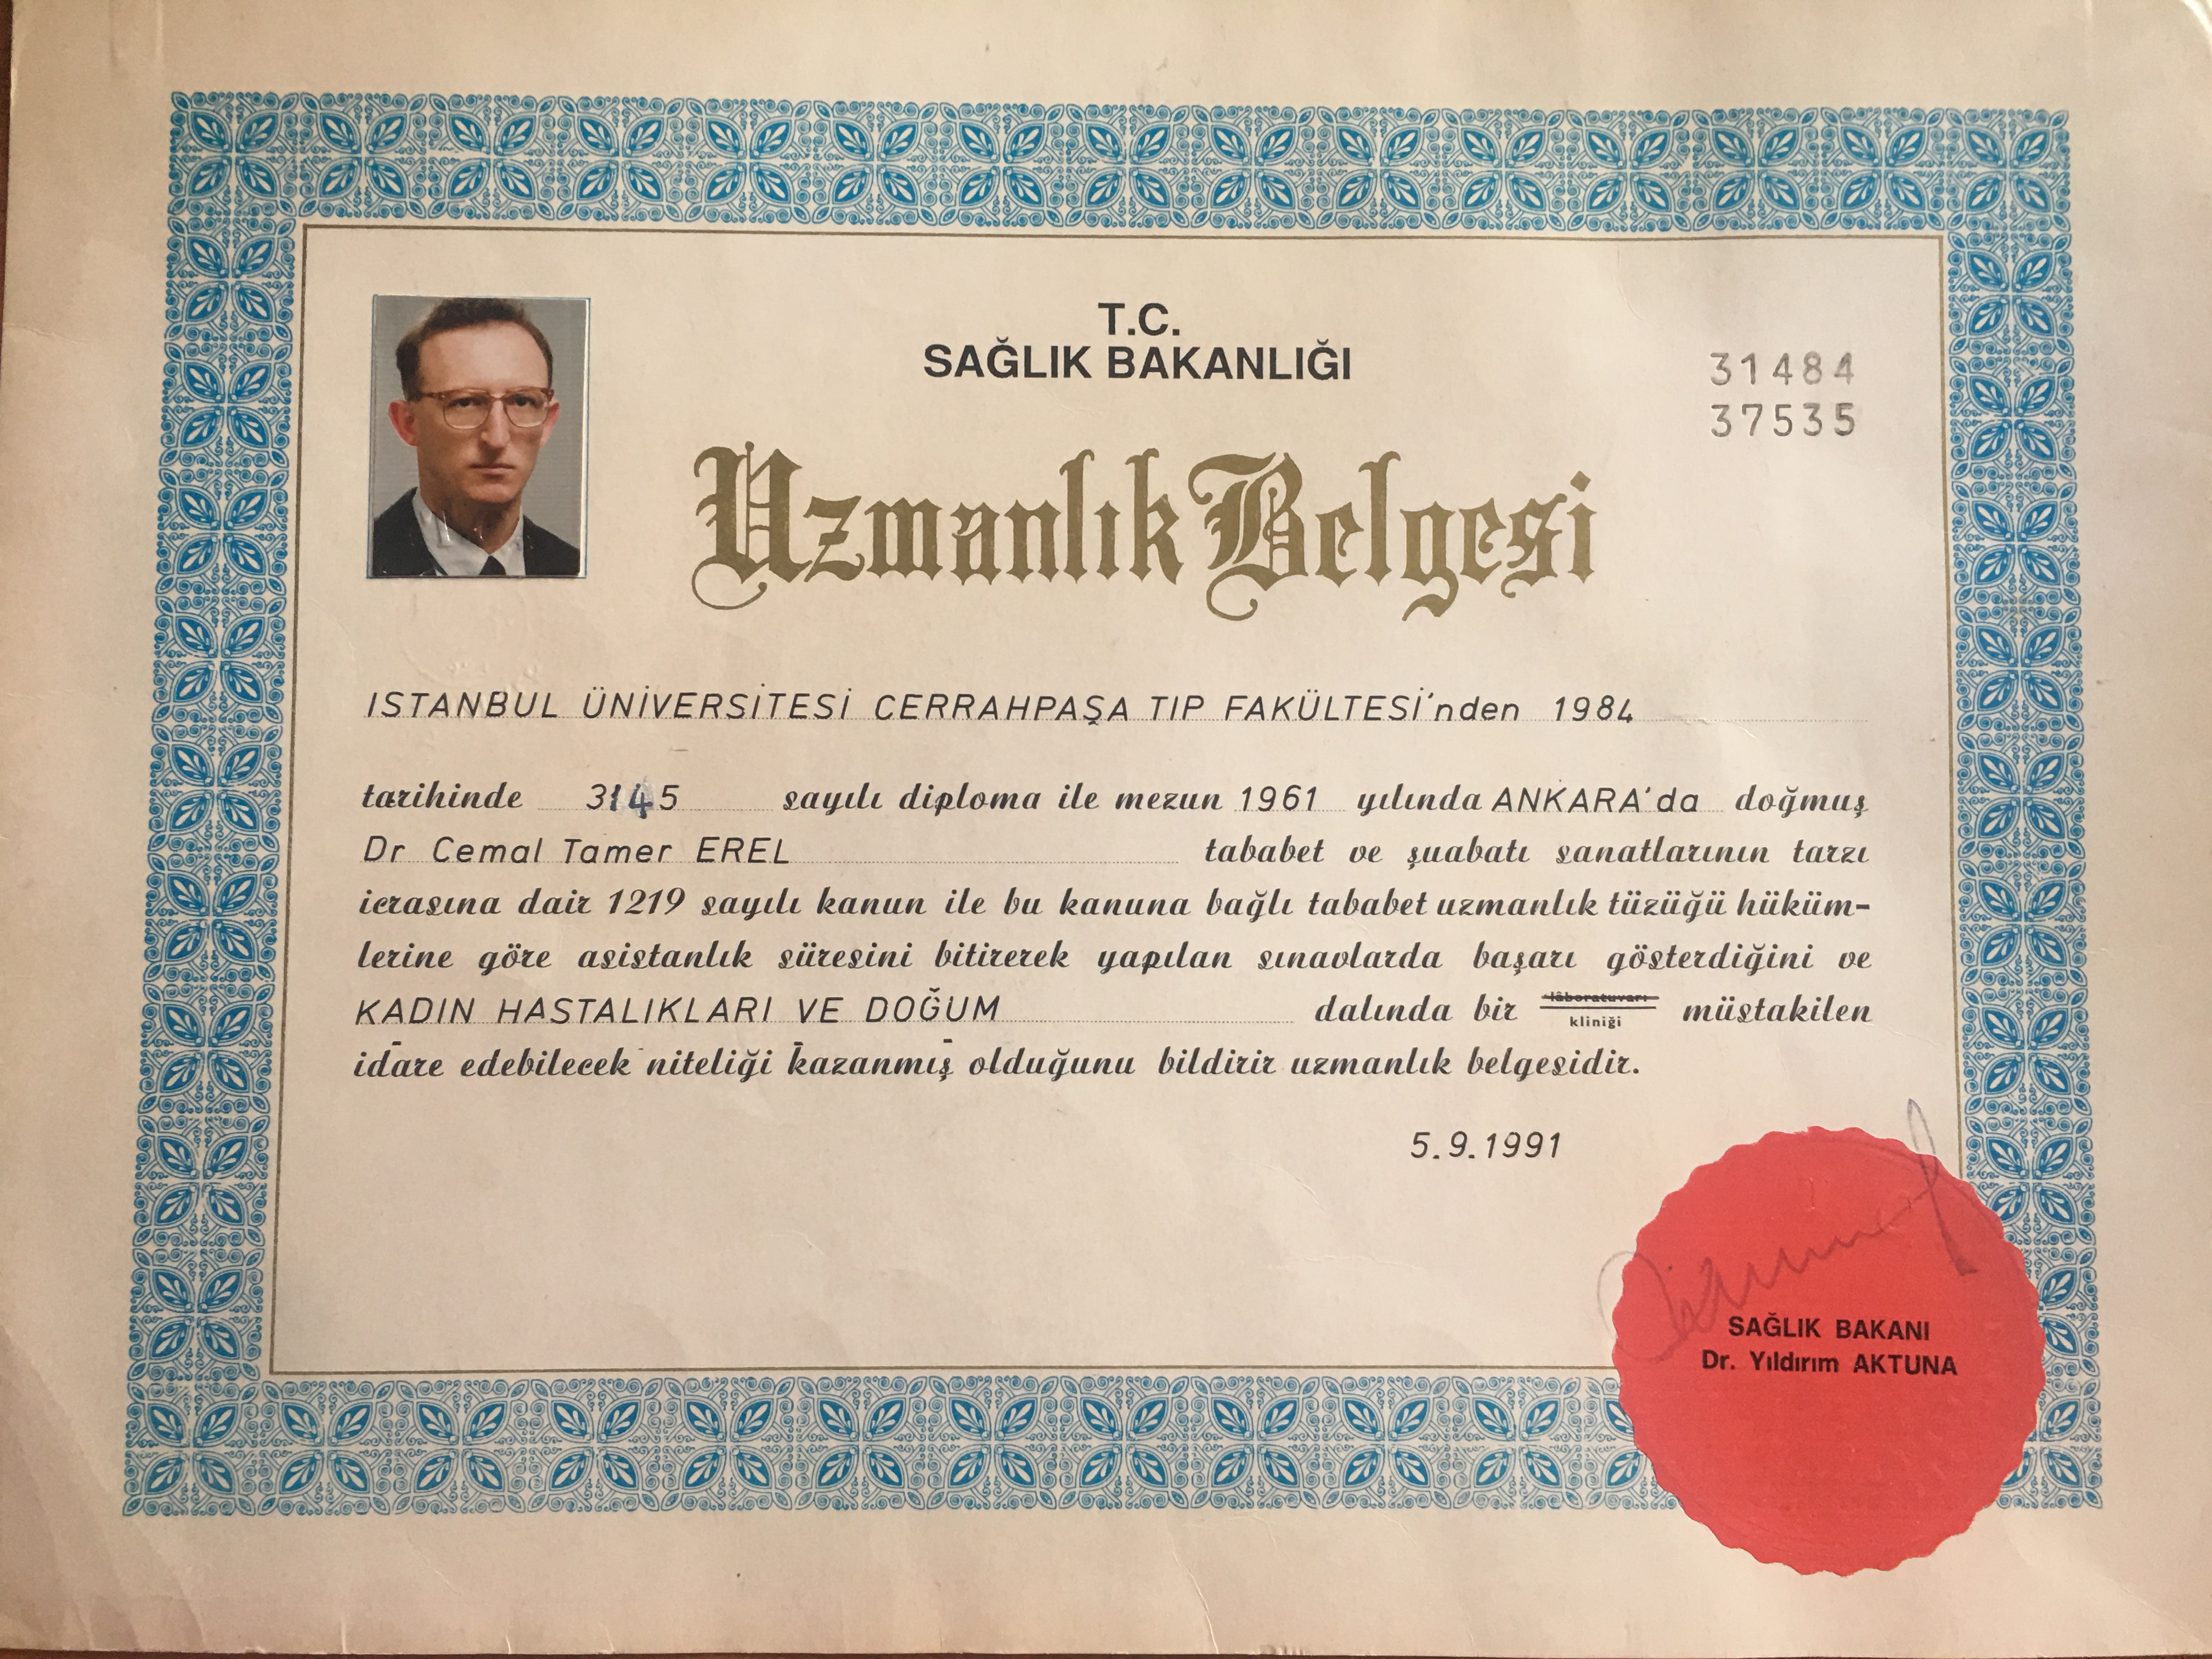 T.C.
SAĞLIK BAKANLIĞI
31484
37535
Uzmanlık Belgesi
ISTANBUL ÜNİVERSİTESİ CERRAHPAŞA TIP FAKÜLTESİ'nden 1984
tarihinde 3145 sayılı diploma ile mezun 1961 yılında ANKARA'da doğmuş
Dr Cemal Tamer EREL tababet ve şuabatı sanatlarının tarzı
icrasına dair 1219 sayılı kanun ile bu kanuna bağlı tababet uzmanlık tüzüğü hüküm-
lerine göre asistanlık süresini bitirerek yapılan sınavlarda başarı gösterdiğini ve
KADIN HASTALIKLARI VE DOĞUM dalında bir lâboratuvarı kliniği müstakilen
idare edebilecek niteliği kazanmış olduğunu bildirir uzmanlık belgesidir.
5.9.1991
SAĞLIK BAKANI
Dr. Yıldırım AKTUNA